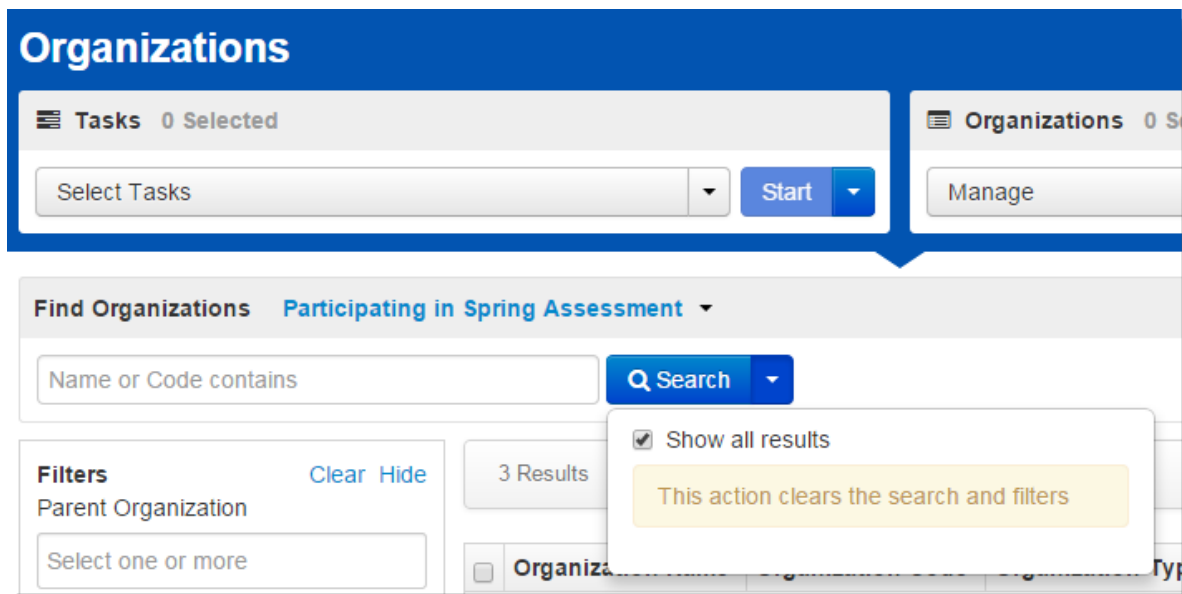 Organizations
Tasks 0 Selected
Organizations 0
Select Tasks
Start
Manage
Find Organizations Participating in Spring Assessment
Name or Code contains
Search
Show all results
This action clears the search and filters
Filters Clear Hide
Parent Organization
Select one or more
3 Results